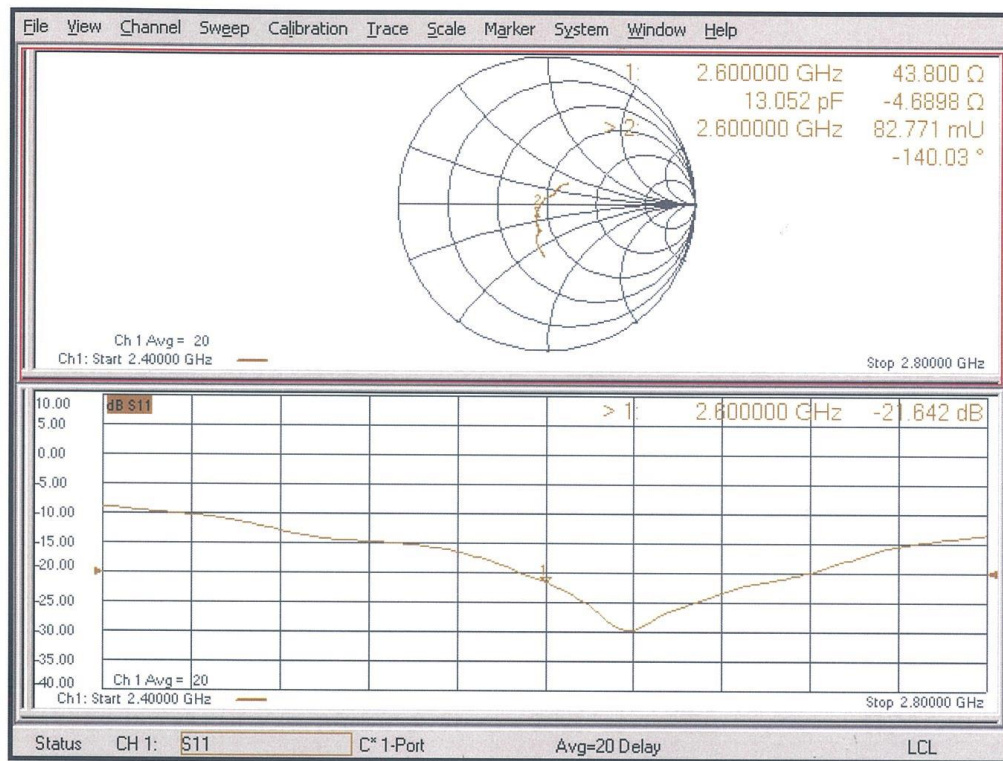 File View Channel Sweep Calibration Trace Scale Marker System Window Help
1: 2.600000 GHz 43.800 Ω
13.052 pF -4.6898 Ω
> 2: 2.600000 GHz 82.771 mU
-140.03 °
2
Ch 1 Avg = 20
Ch1: Start 2.40000 GHz
Stop 2.80000 GHz
10.00
dB S11
> 1: 2.600000 GHz -21.642 dB
5.00
0.00
-5.00
-10.00
-15.00
-20.00
1
-25.00
-30.00
-35.00
-40.00
Ch 1 Avg = 20
Ch1: Start 2.40000 GHz
Stop 2.80000 GHz
Status CH 1: S11 C* 1-Port Avg=20 Delay LCL